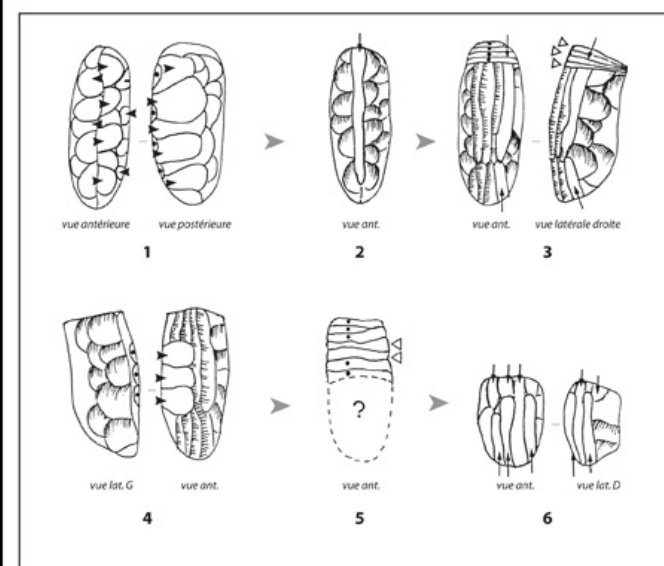 vue antérieure vue postérieure
1
vue ant.
2
vue ant. vue latérale droite
3
vue lat. G vue ant.
4
?
vue ant.
5
vue ant. vue lat. D
6